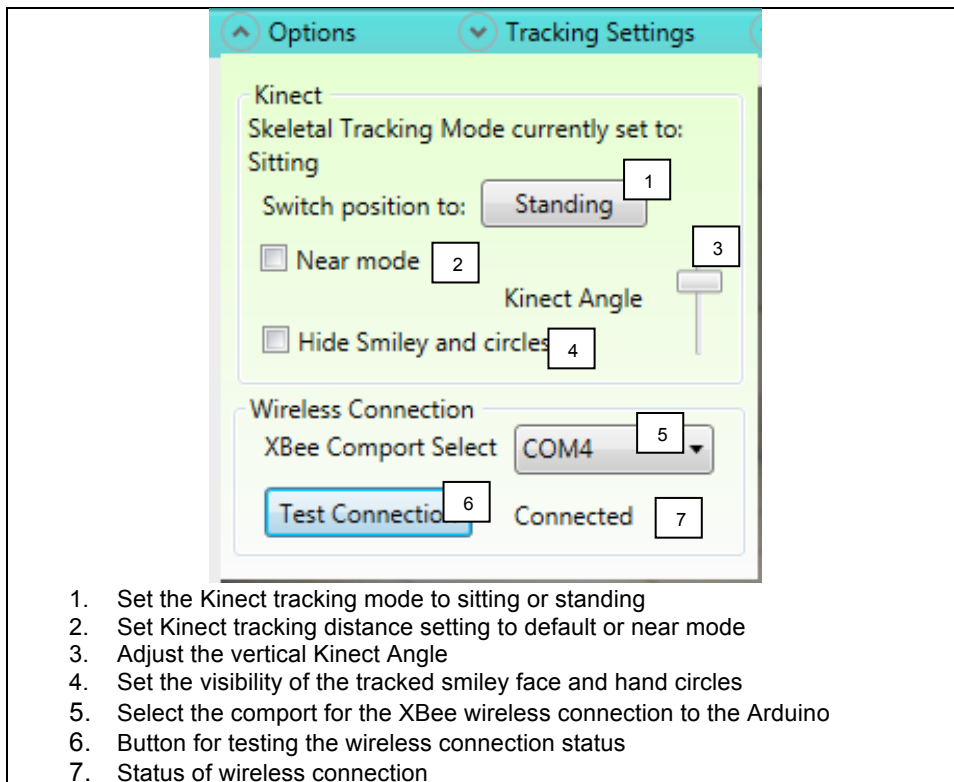 Options Tracking Settings
Kinect
Skeletal Tracking Mode currently set to:
Sitting
1
Switch position to: Standing
Near mode 2 3
Kinect Angle
Hide Smiley and circles 4
Wireless Connection
XBee Comport Select COM4 5
Test Connection 6 Connected 7
1. Set the Kinect tracking mode to sitting or standing
2. Set Kinect tracking distance setting to default or near mode
3. Adjust the vertical Kinect Angle
4. Set the visibility of the tracked smiley face and hand circles
5. Select the comport for the XBee wireless connection to the Arduino
6. Button for testing the wireless connection status
7. Status of wireless connection